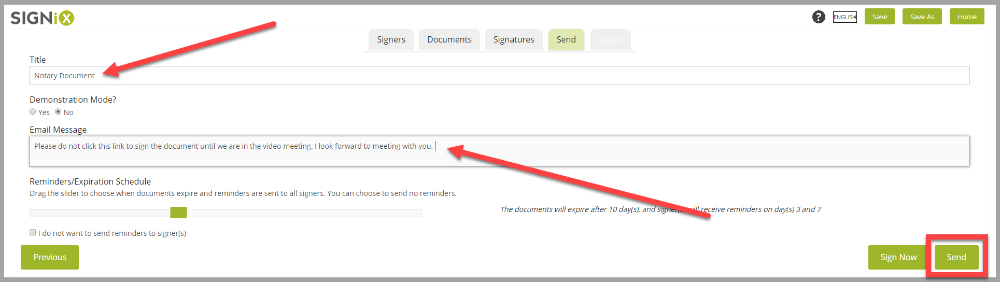 SIGNiX
?
ENGLISH
Save
Save As
Home
Signers
Documents
Signatures
Send
Status
Title
Notary Document
Demonstration Mode?
Yes
No
Email Message
Please do not click this link to sign the document until we are in the video meeting. I look forward to meeting with you.
Reminders/Expiration Schedule
Drag the slider to choose when documents expire and reminders are sent to all signers. You can choose to send no reminders.
The documents will expire after 10 day(s), and signer(s) will receive reminders on day(s) 3 and 7
I do not want to send reminders to signer(s)
Previous
Sign Now
Send